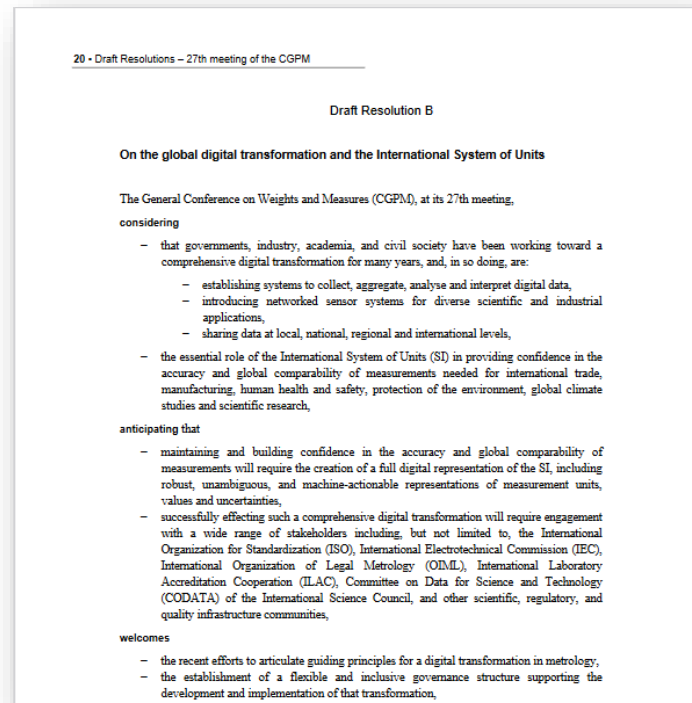 20 • Draft Resolutions – 27th meeting of the CGPM
Draft Resolution B
On the global digital transformation and the International System of Units
The General Conference on Weights and Measures (CGPM), at its 27th meeting,
considering
– that governments, industry, academia, and civil society have been working toward a
comprehensive digital transformation for many years, and, in so doing, are:
– establishing systems to collect, aggregate, analyse and interpret digital data,
– introducing networked sensor systems for diverse scientific and industrial
applications,
– sharing data at local, national, regional and international levels,
– the essential role of the International System of Units (SI) in providing confidence in the
accuracy and global comparability of measurements needed for international trade,
manufacturing, human health and safety, protection of the environment, global climate
studies and scientific research,
anticipating that
– maintaining and building confidence in the accuracy and global comparability of
measurements will require the creation of a full digital representation of the SI, including
robust, unambiguous, and machine-actionable representations of measurement units,
values and uncertainties,
– successfully effecting such a comprehensive digital transformation will require engagement
with a wide range of stakeholders including, but not limited to, the International
Organization for Standardization (ISO), International Electrotechnical Commission (IEC),
International Organization of Legal Metrology (OIML), International Laboratory
Accreditation Cooperation (ILAC), Committee on Data for Science and Technology
(CODATA) of the International Science Council, and other scientific, regulatory, and
quality infrastructure communities,
welcomes
– the recent efforts to articulate guiding principles for a digital transformation in metrology,
– the establishment of a flexible and inclusive governance structure supporting the
development and implementation of that transformation,